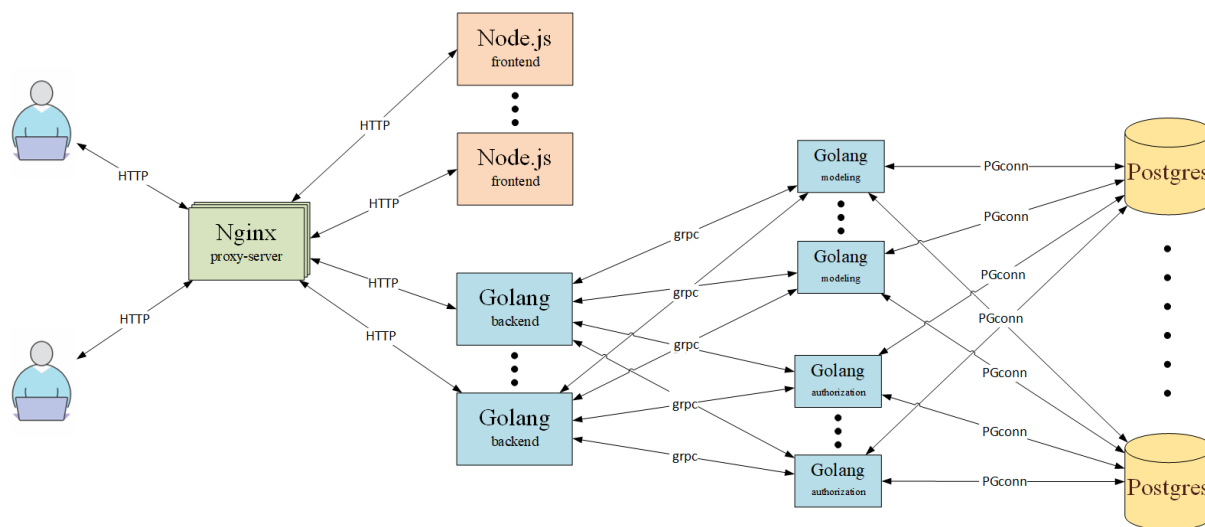 Node.js
frontend
HTTP
Node.js
frontend
HTTP
HTTP
Nginx
proxy-server
HTTP
HTTP
HTTP
Golang
backend
Golang
backend
grpc
grpc
grpc
grpc
grpc
Golang
modeling
Golang
modeling
Golang
authorization
Golang
authorization
PGconn
PGconn
PGconn
PGconn
PGconn
PGconn
PGconn
Postgres
Postgres